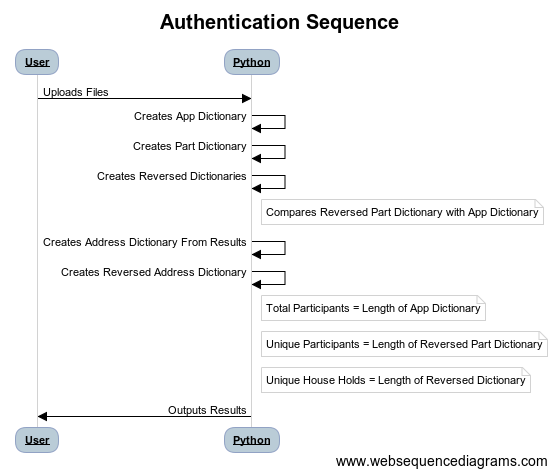 Authentication Sequence
User
Python
Uploads Files
Creates App Dictionary
Creates Part Dictionary
Creates Reversed Dictionaries
Compares Reversed Part Dictionary with App Dictionary
Creates Address Dictionary From Results
Creates Reversed Address Dictionary
Total Participants = Length of App Dictionary
Unique Participants = Length of Reversed Part Dictionary
Unique House Holds = Length of Reversed Dictionary
Outputs Results
User
Python
www.websequencediagrams.com